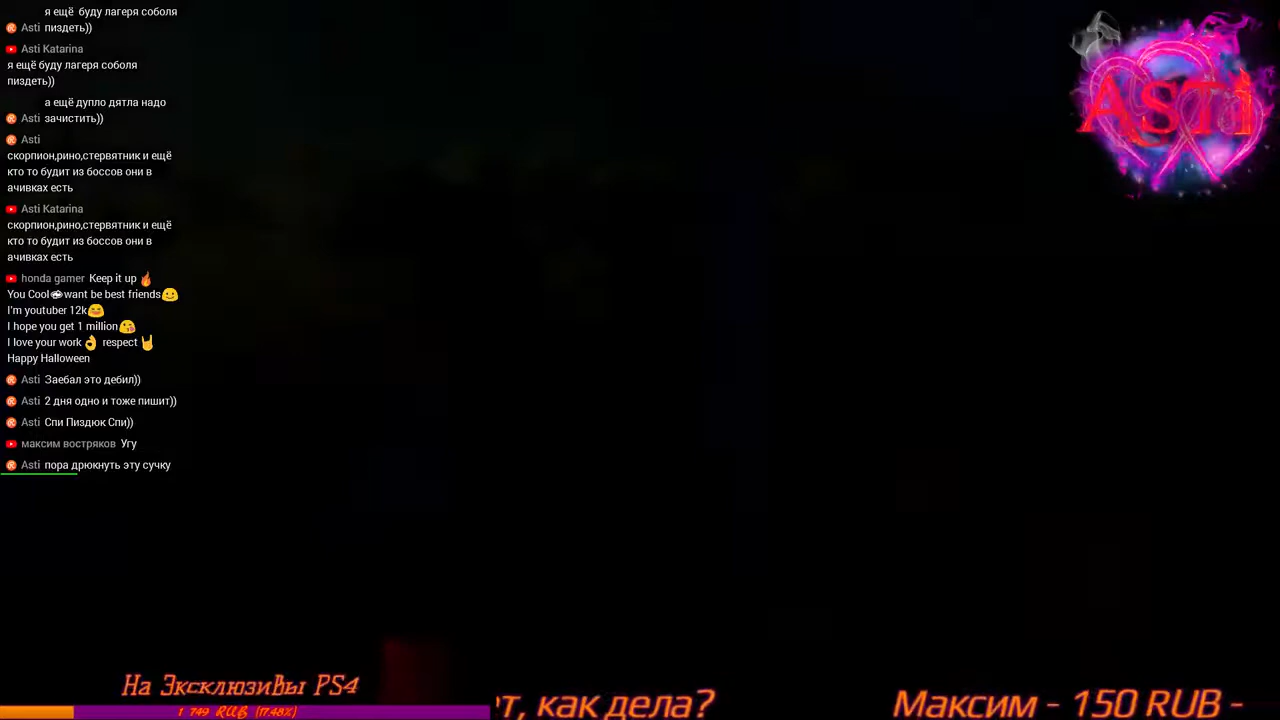 я ещё буду лагеря соболя
Asti пиздеть))
Asti Katarina
я ещё буду лагеря соболя
пиздеть))
а ещё дупло дятла надо
Asti зачистить))
Asti
скорпион,рино,стервятник и ещё
кто то будит из боссов они в
ачивках есть
Asti Katarina
скорпион,рино,стервятник и ещё
кто то будит из боссов они в
ачивках есть
honda gamer Keep it up 🔥
You Cool😎want be best friends🙂
I'm youtuber 12k😄
I hope you get 1 million😘
I love your work👌 respect🤘
Happy Halloween
Asti Заебал это дебил))
Asti 2 дня одно и тоже пишит))
Asti Спи Пиздюк Спи))
максим востряков Угу
Asti пора дрюкнуть эту сучку
ASTi
На Эксклюзивы PS4
1 749 RUB (17.48%)
т, как дела? Максим - 150 RUB -